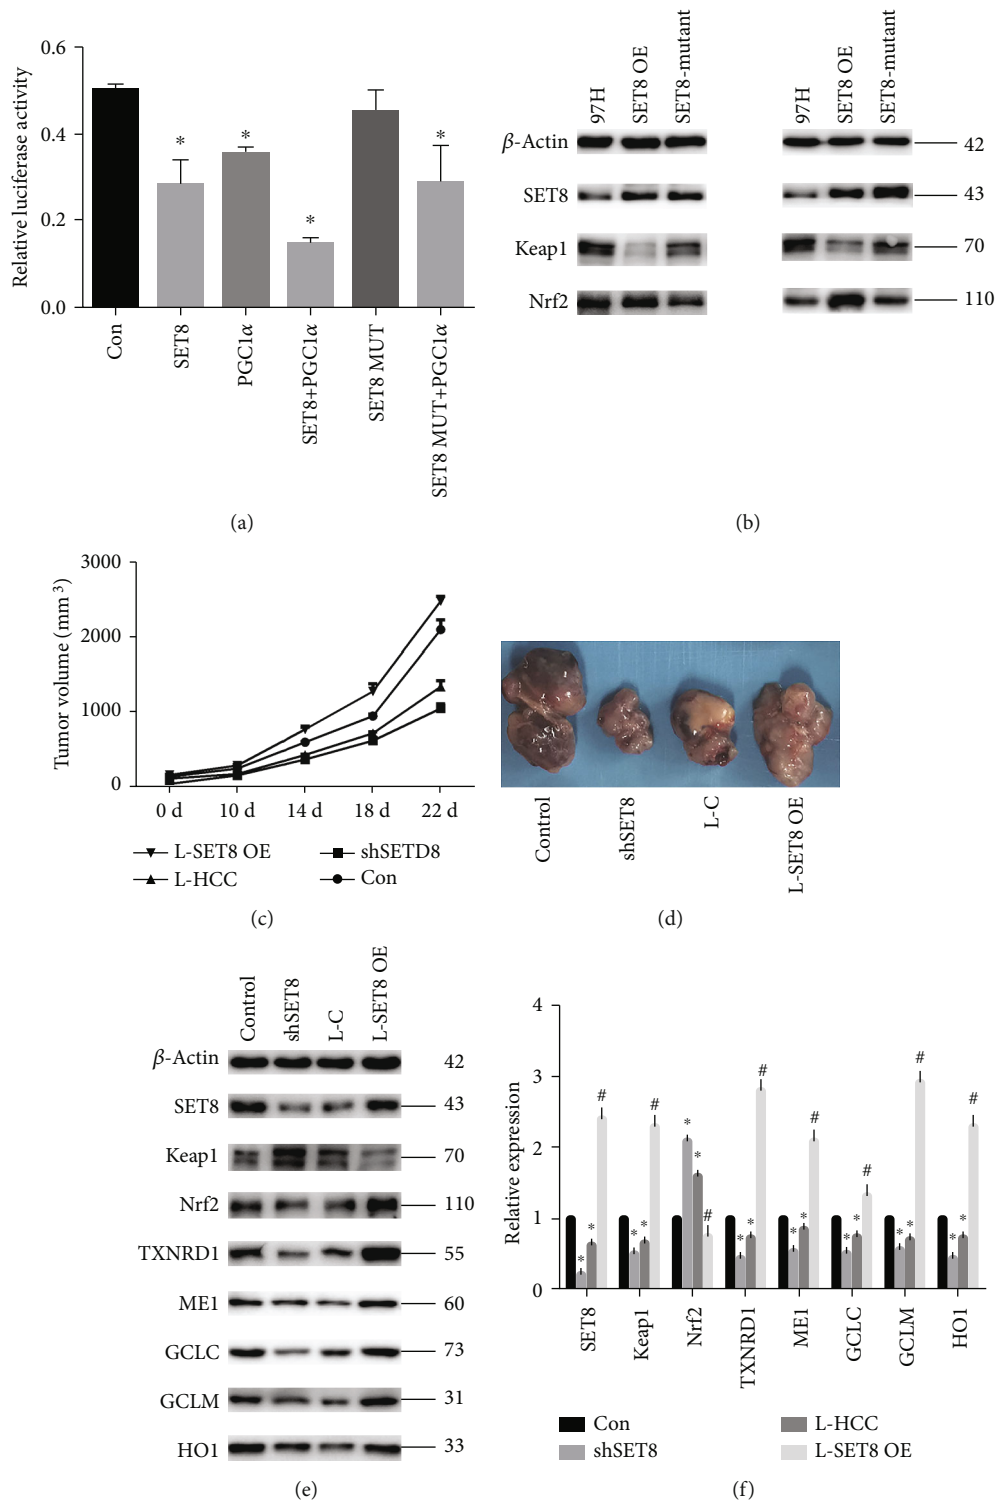 Relative luciferase activity
0.6
0.4
0.2
0.0
*
*
*
*
Con
SET8
PGC1α
SET8+PGC1α
SET8 MUT
SET8 MUT+PGC1α
(a)
97H
SET8 OE
SET8-mutant
97H
SET8 OE
SET8-mutant
β-Actin
42
SET8
43
Keap1
70
Nrf2
110
(b)
Tumor volume (mm 3)
3000
2000
1000
0
0 d
10 d
14 d
18 d
22 d
L-SET8 OE
shSETD8
L-HCC
Con
(c)
Control
shSET8
L-C
L-SET8 OE
(d)
Control
shSET8
L-C
L-SET8 OE
β-Actin
42
SET8
43
Keap1
70
Nrf2
110
TXNRD1
55
ME1
60
GCLC
73
GCLM
31
HO1
33
(e)
Relative expression
4
3
2
1
0
* * #
* * #
* * #
* * #
* * #
* * #
* * #
* * #
SET8
Keap1
Nrf2
TXNRD1
ME1
GCLC
GCLM
HO1
Con
L-HCC
shSET8
L-SET8 OE
(f)